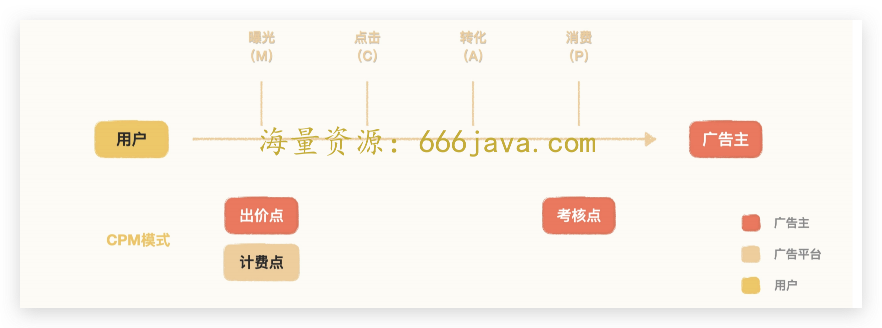 曝光
(M)
点击
(C)
转化
(A)
消费
(P)
用户
海量资源：666java.com
广告主
出价点
考核点
CPM模式
计费点
广告主
广告平台
用户